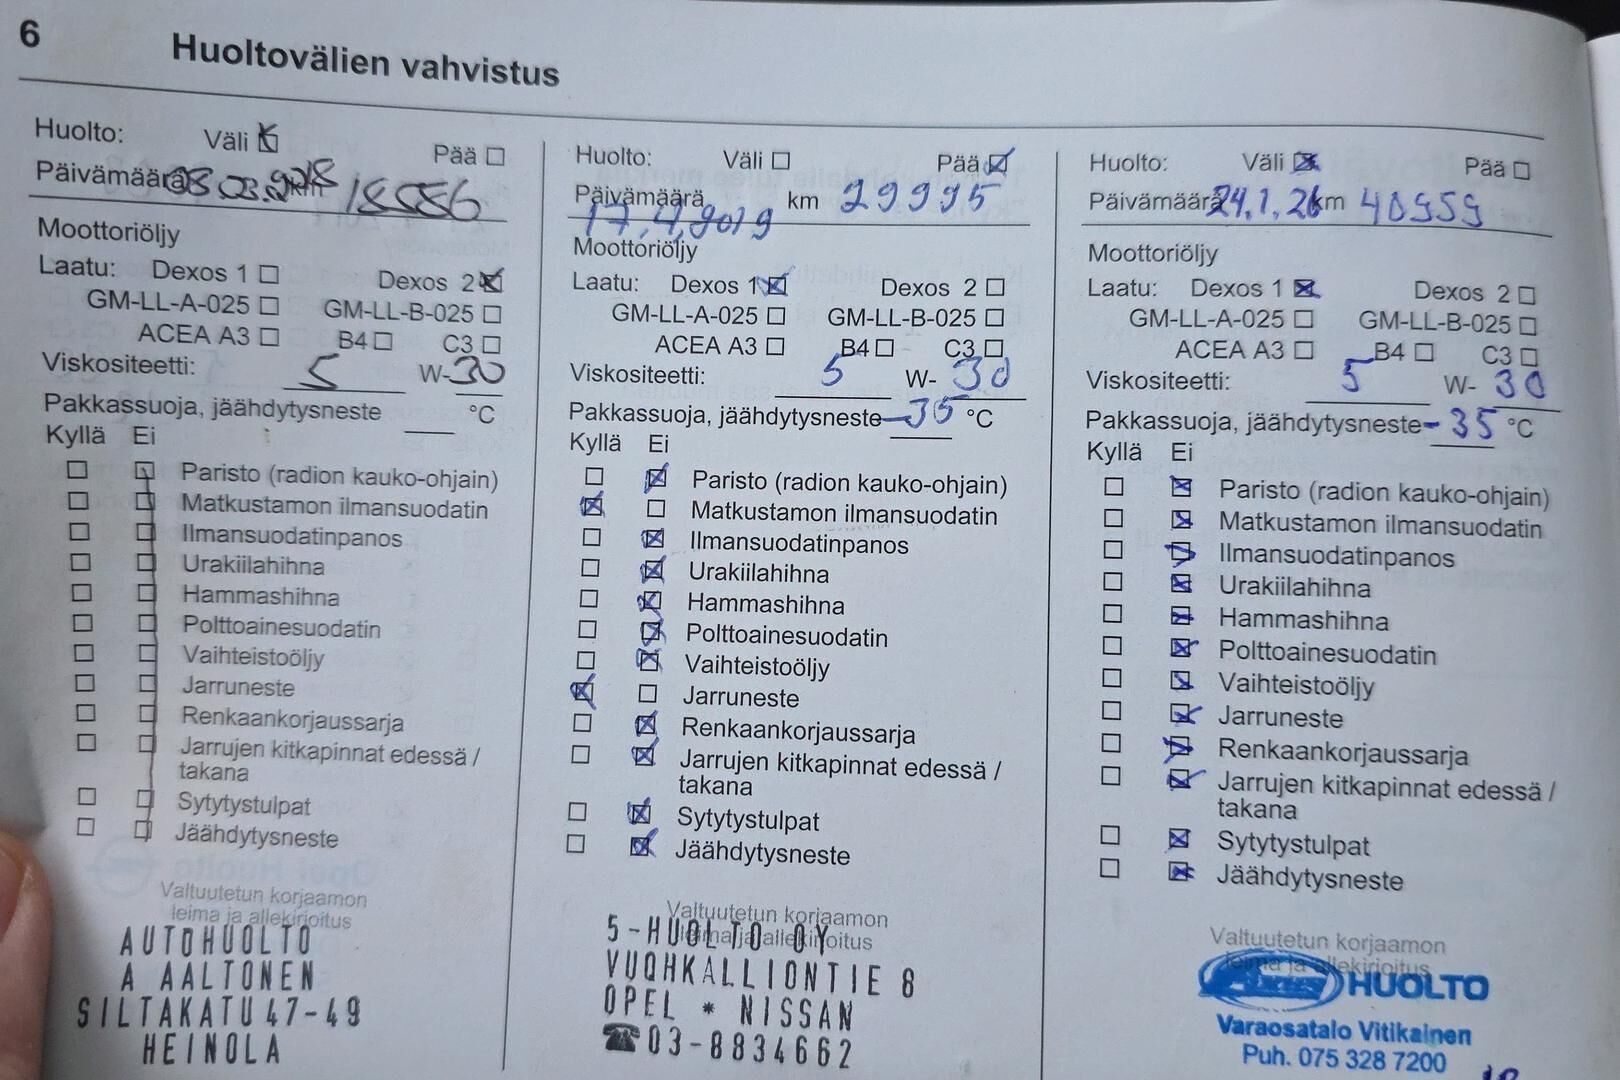 6
Huoltovälien vahvistus
Huolto: Väli Pää
Päivämäärä 18586
Moottoriöljy
Laatu: Dexos 1 Dexos 2
GM-LL-A-025 GM-LL-B-025
ACEA A3 B4 C3
Viskositeetti: 5 W-30
Pakkassuoja, jäähdytysneste °C
Kyllä Ei
Paristo (radion kauko-ohjain)
Matkustamon ilmansuodatin
Ilmansuodatinpanos
Urakiilahihna
Hammashihna
Polttoainesuodatin
Vaihteistoöljy
Jarruneste
Renkaankorjaussarja
Jarrujen kitkapinnat edessä /
takana
Sytytystulpat
Jäähdytysneste
Valtuutetun korjaamon
leima ja allekirjoitus
AUTOHUOLTO
A AALTONEN
SILTAKATU 47-49
HEINOLA
Huolto: Väli Pää
Päivämäärä km 29995
17.4.2019
Moottoriöljy
Laatu: Dexos 1 Dexos 2
GM-LL-A-025 GM-LL-B-025
ACEA A3 B4 C3
Viskositeetti: 5 W- 30
Pakkassuoja, jäähdytysneste -35 °C
Kyllä Ei
Paristo (radion kauko-ohjain)
Matkustamon ilmansuodatin
Ilmansuodatinpanos
Urakiilahihna
Hammashihna
Polttoainesuodatin
Vaihteistoöljy
Jarruneste
Renkaankorjaussarja
Jarrujen kitkapinnat edessä /
takana
Sytytystulpat
Jäähdytysneste
Valtuutetun korjaamon
leima ja allekirjoitus
5-HUOLTO OY
VUOHKALLIONTIE 8
OPEL * NISSAN
☎03-8834662
Huolto: Väli Pää
Päivämäärä 24.1.20 km 40959
Moottoriöljy
Laatu: Dexos 1 Dexos 2
GM-LL-A-025 GM-LL-B-025
ACEA A3 B4 C3
Viskositeetti: 5 W- 30
Pakkassuoja, jäähdytysneste -35 °C
Kyllä Ei
Paristo (radion kauko-ohjain)
Matkustamon ilmansuodatin
Ilmansuodatinpanos
Urakiilahihna
Hammashihna
Polttoainesuodatin
Vaihteistoöljy
Jarruneste
Renkaankorjaussarja
Jarrujen kitkapinnat edessä /
takana
Sytytystulpat
Jäähdytysneste
Valtuutetun korjaamon
leima ja allekirjoitus
HUOLTO
Varaosatalo Vitikainen
Puh. 075 328 7200